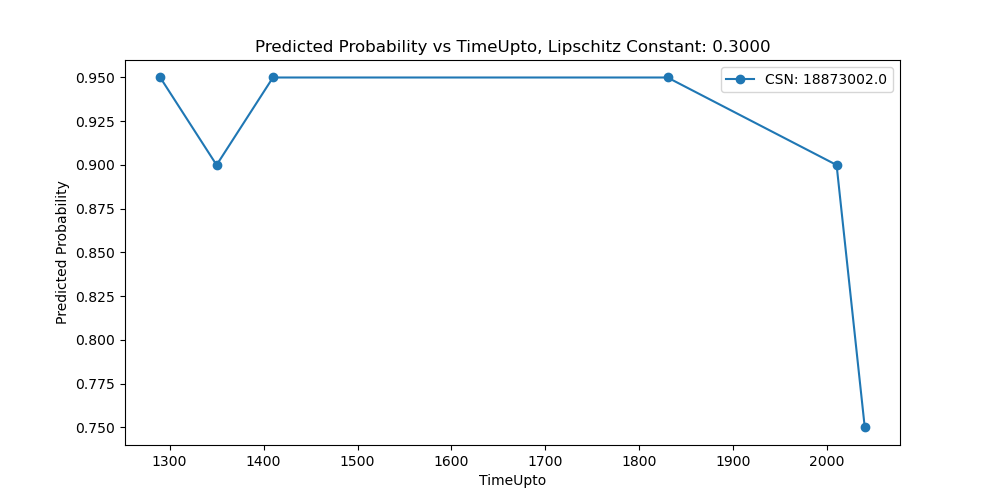 Predicted Probability vs TimeUpto, Lipschitz Constant: 0.3000
CSN: 18873002.0
Predicted Probability
0.950
0.925
0.900
0.875
0.850
0.825
0.800
0.775
0.750
1300 1400 1500 1600 1700 1800 1900 2000
TimeUpto